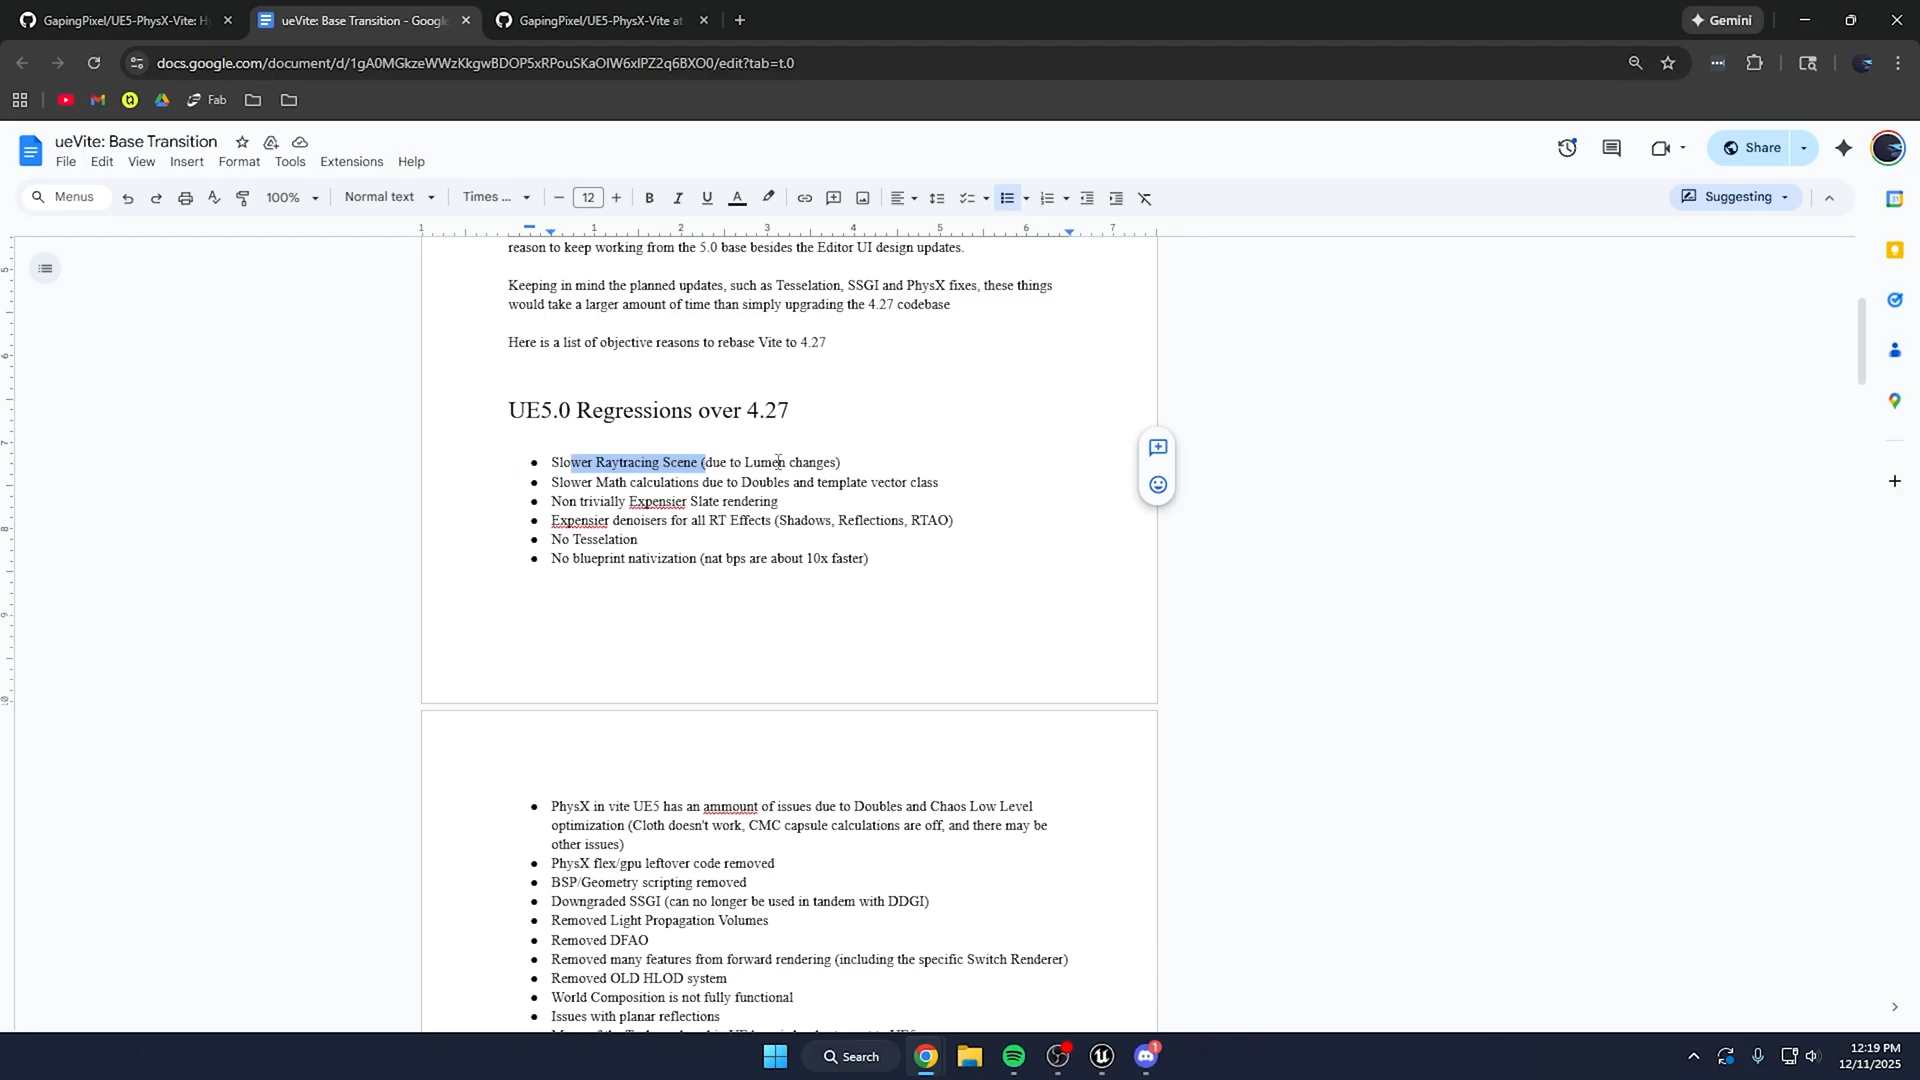 GapingPixel/UE5-PhysX-Vite: Hy
ueVite: Base Transition - Google
GapingPixel/UE5-PhysX-Vite at
Gemini
docs.google.com/document/d/1gA0MGkzeWWzKkgwBDOP5xRPouSKaOIW6xlPZ2q6BXO0/edit?tab=t.0
Fab
ueVite: Base Transition
File Edit View Insert Format Tools Extensions Help
Share
Menus 100% Normal text Times ... 12 Suggesting
1 1 2 3 4 5 6 7
reason to keep working from the 5.0 base besides the Editor UI design updates.
Keeping in mind the planned updates, such as Tesselation, SSGI and PhysX fixes, these things
would take a larger amount of time than simply upgrading the 4.27 codebase
Here is a list of objective reasons to rebase Vite to 4.27
UE5.0 Regressions over 4.27
● Slower Raytracing Scene (due to Lumen changes)
● Slower Math calculations due to Doubles and template vector class
● Non trivially Expensier Slate rendering
● Expensier denoisers for all RT Effects (Shadows, Reflections, RTAO)
● No Tesselation
● No blueprint nativization (nat bps are about 10x faster)
● PhysX in vite UE5 has an ammount of issues due to Doubles and Chaos Low Level
optimization (Cloth doesn't work, CMC capsule calculations are off, and there may be
other issues)
● PhysX flex/gpu leftover code removed
● BSP/Geometry scripting removed
● Downgraded SSGI (can no longer be used in tandem with DDGI)
● Removed Light Propagation Volumes
● Removed DFAO
● Removed many features from forward rendering (including the specific Switch Renderer)
● Removed OLD HLOD system
● World Composition is not fully functional
● Issues with planar reflections
Search
12:19 PM
12/11/2025